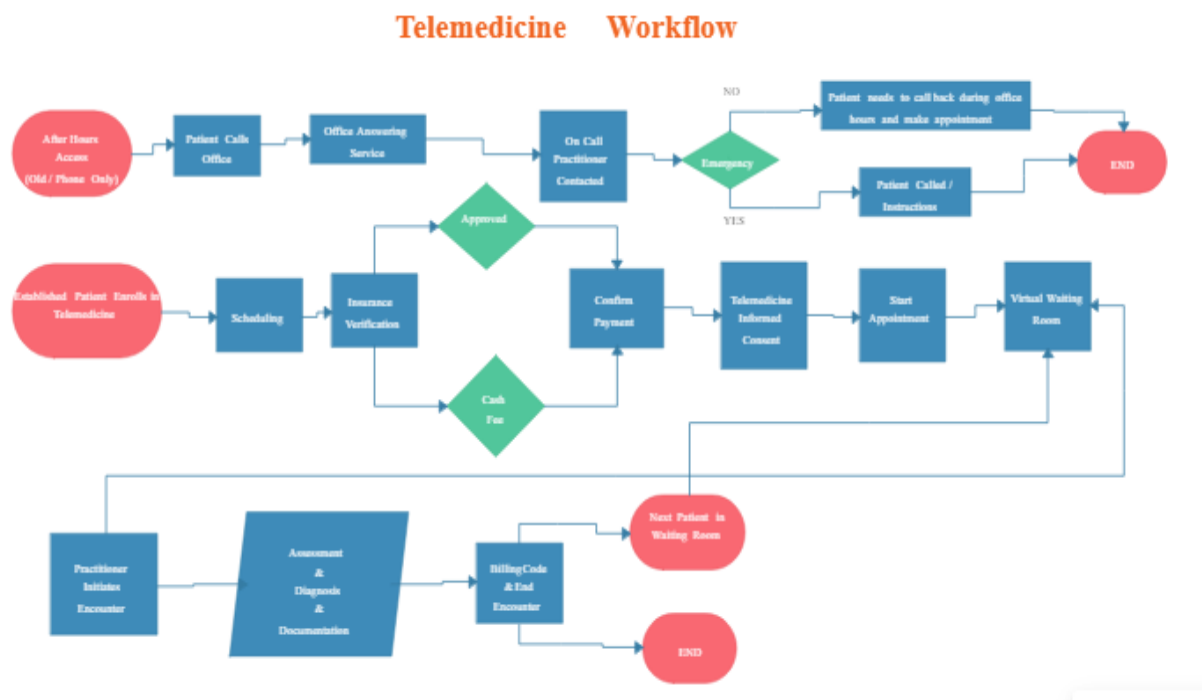 Telemedicine Workflow
After Hours
Access
(Old / Phone Only)
Patient Calls
Office
Office Answering
Service
On Call
Practitioner
Contacted
Emergency
NO
Patient needs to call back during office
hours and make appointment
YES
Patient Called /
Instructions
END
Established Patient Enrolls in
Telemedicine
Scheduling
Insurance
Verification
Approved
Cash
Fee
Confirm
Payment
Telemedicine
Informed
Consent
Start
Appointment
Virtual Waiting
Room
Practitioner
Initiates
Encounter
Assessment
&
Diagnosis
&
Documentation
Billing Code
& End
Encounter
Next Patient in
Waiting Room
END